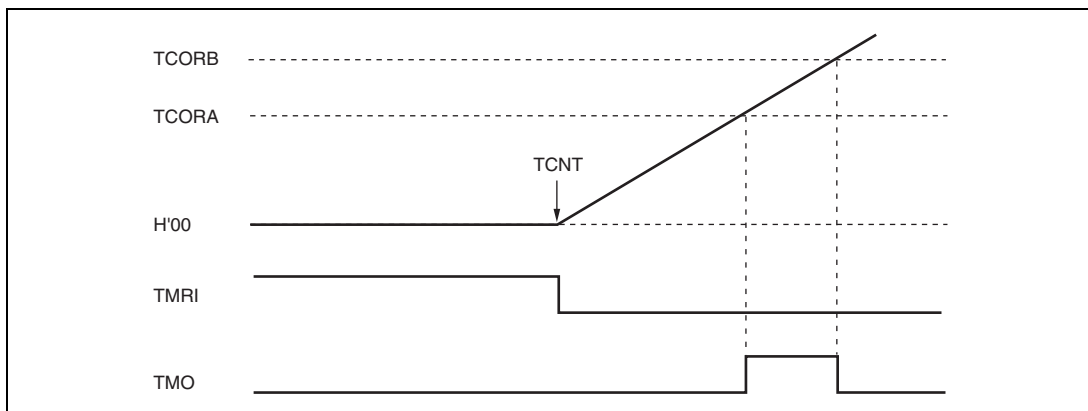 TCORB
TCORA
TCNT
H'00
TMRI
TMO